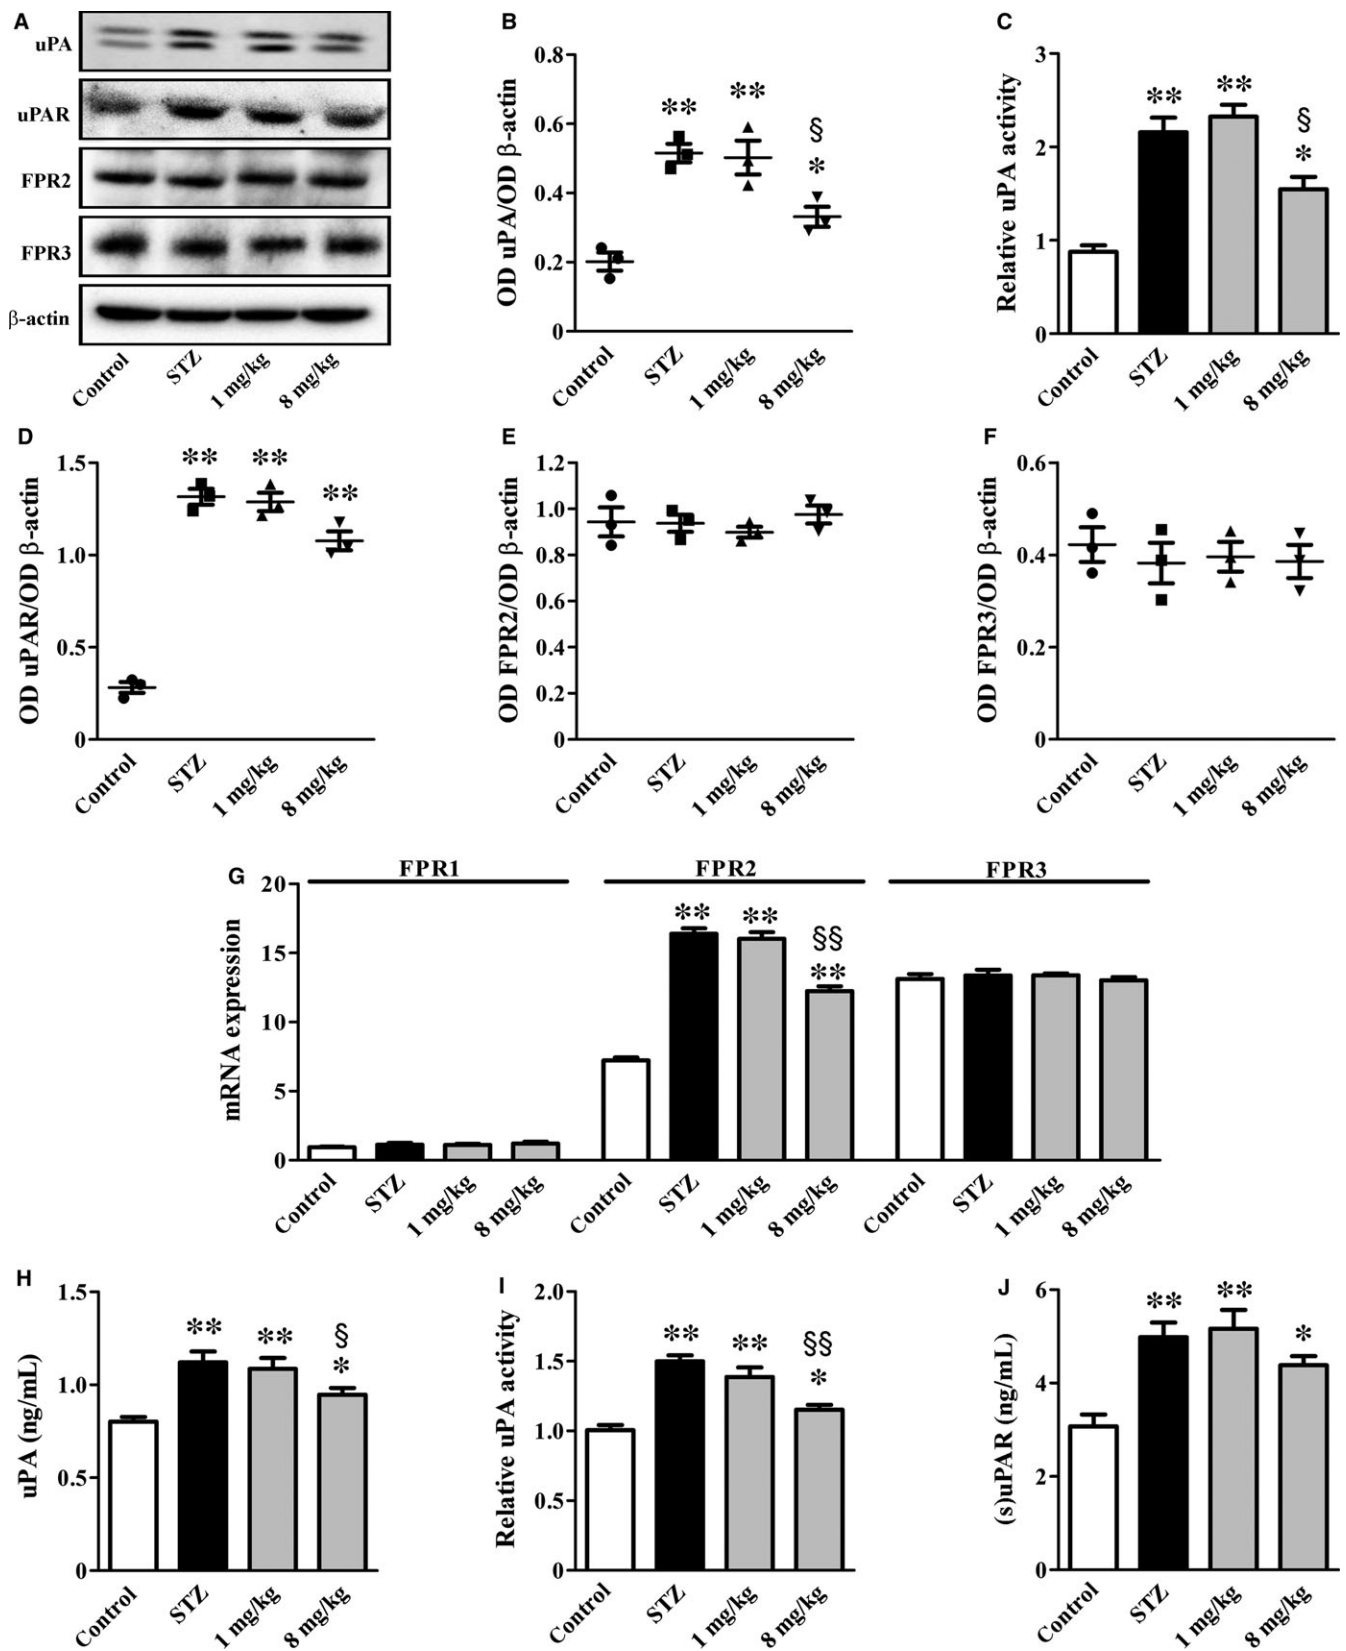 A
uPA
uPAR
FPR2
FPR3
β-actin
Control
STZ
1 mg/kg
8 mg/kg
B
OD uPA/OD β-actin
0.8
0.6
0.4
0.2
0
**
**
§
*
Control
STZ
1 mg/kg
8 mg/kg
C
Relative uPA activity
3
2
1
0
**
**
§
*
Control
STZ
1 mg/kg
8 mg/kg
D
OD uPAR/OD β-actin
1.5
1.0
0.5
0
**
**
**
Control
STZ
1 mg/kg
8 mg/kg
E
OD FPR2/OD β-actin
1.2
1.0
0.8
0.6
0.4
0.2
0
Control
STZ
1 mg/kg
8 mg/kg
F
OD FPR3/OD β-actin
0.6
0.4
0.2
0
Control
STZ
1 mg/kg
8 mg/kg
G
FPR1
FPR2
FPR3
mRNA expression
20
15
10
5
0
**
**
§§
**
Control
STZ
1 mg/kg
8 mg/kg
Control
STZ
1 mg/kg
8 mg/kg
Control
STZ
1 mg/kg
8 mg/kg
H
uPA (ng/mL)
1.5
1.0
0.5
0
**
**
§
*
Control
STZ
1 mg/kg
8 mg/kg
I
Relative uPA activity
2.0
1.5
1.0
0.5
0
**
**
§§
*
Control
STZ
1 mg/kg
8 mg/kg
J
(s)uPAR (ng/mL)
6
4
2
0
**
**
*
Control
STZ
1 mg/kg
8 mg/kg